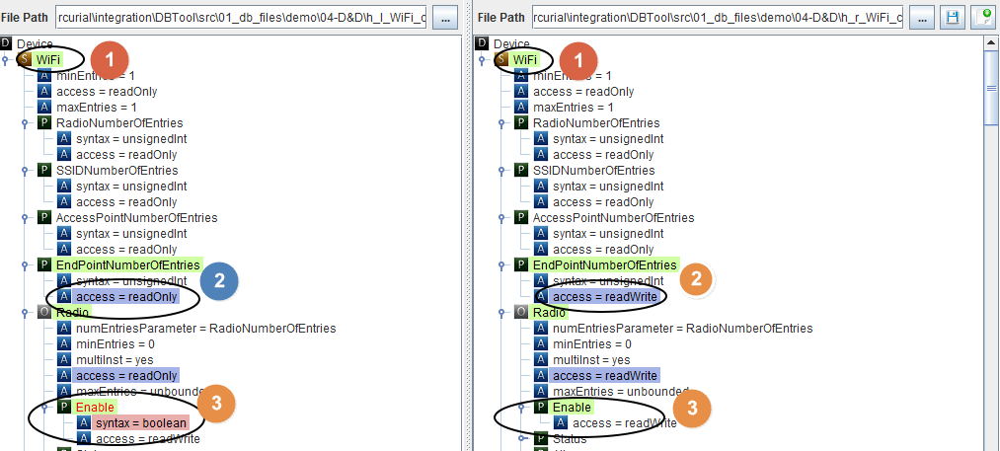 File Path rcurial\integration\DBTool\src\01_db_files\demo\04-D&D\h_l_WiFi_c ...
D Device
S WiFi 1
A minEntries = 1
A access = readOnly
A maxEntries = 1
P RadioNumberOfEntries
A syntax = unsignedInt
A access = readOnly
P SSIDNumberOfEntries
A syntax = unsignedInt
A access = readOnly
P AccessPointNumberOfEntries
A syntax = unsignedInt
A access = readOnly
P EndPointNumberOfEntries
A syntax = unsignedInt 2
A access = readOnly
O Radio
A numEntriesParameter = RadioNumberOfEntries
A minEntries = 0
A multiInst = yes
A access = readOnly
A maxEntries = unbounded
P Enable 3
A syntax = boolean
A access = readWrite
File Path rcurial\integration\DBTool\src\01_db_files\demo\04-D&D\h_r_WiFi_c ...
D Device
S WiFi 1
A minEntries = 1
A access = readOnly
A maxEntries = 1
P RadioNumberOfEntries
A syntax = unsignedInt
A access = readOnly
P SSIDNumberOfEntries
A syntax = unsignedInt
A access = readOnly
P AccessPointNumberOfEntries
A syntax = unsignedInt
A access = readOnly
P EndPointNumberOfEntries
A syntax = unsignedInt 2
A access = readWrite
O Radio
A numEntriesParameter = RadioNumberOfEntries
A minEntries = 0
A multiInst = yes
A access = readWrite
A maxEntries = unbounded
P Enable 3
A access = readWrite
P Status